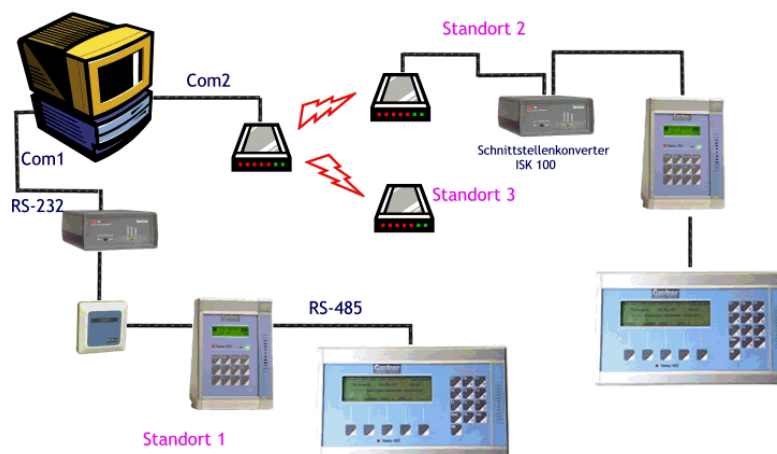 Standort 2
Com2
Com1
Schnittstellenkonverter
ISK 100
Standort 3
RS-232
RS-485
Standort 1